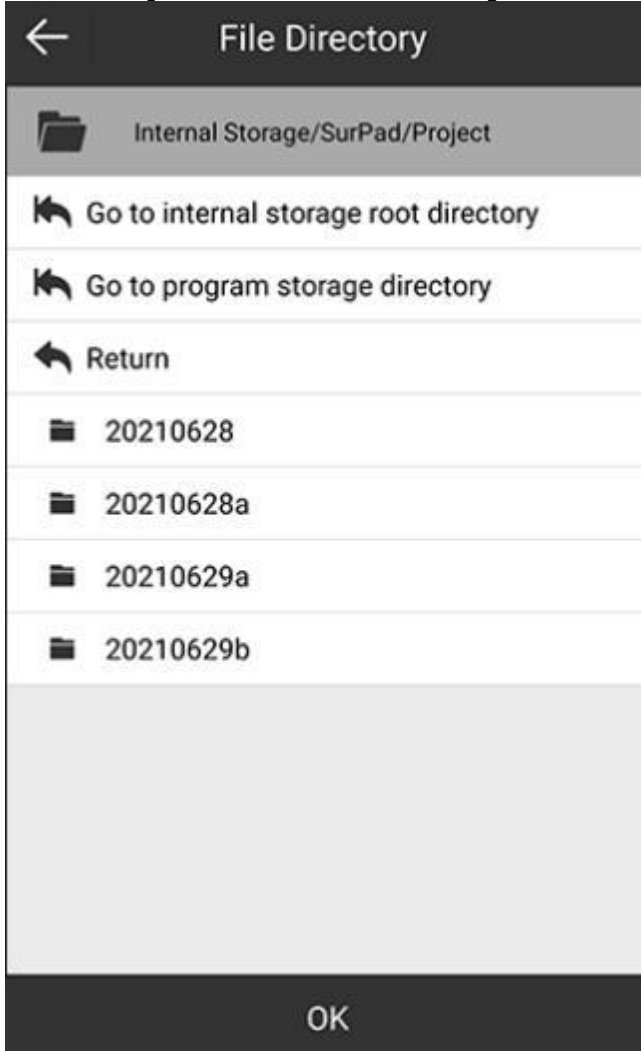 File Directory
Internal Storage/SurPad/Project
Go to internal storage root directory
Go to program storage directory
Return
20210628
20210628a
20210629a
20210629b
OK